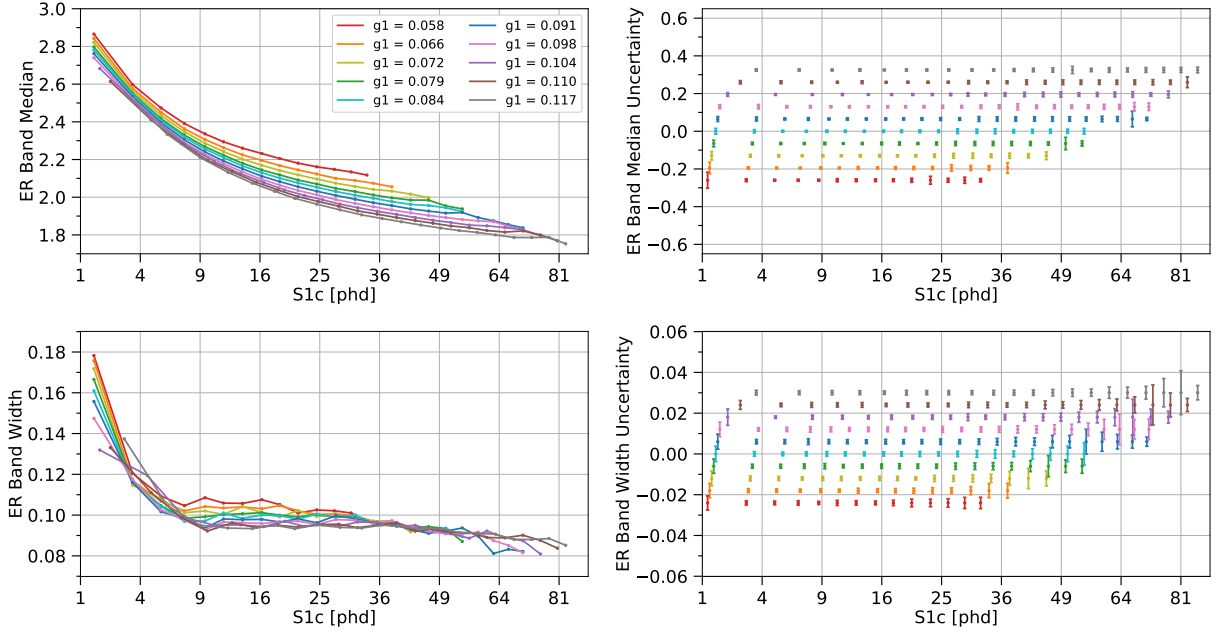 3.0
2.8
2.6
2.4
2.2
2.0
1.8
ER Band Median
g1 = 0.058
g1 = 0.066
g1 = 0.072
g1 = 0.079
g1 = 0.084
g1 = 0.091
g1 = 0.098
g1 = 0.104
g1 = 0.110
g1 = 0.117
1 4 9 16 25 36 49 64 81
S1c [phd]
0.6
0.4
0.2
0.0
−0.2
−0.4
−0.6
ER Band Median Uncertainty
1 4 9 16 25 36 49 64 81
S1c [phd]
0.18
0.16
0.14
0.12
0.10
0.08
ER Band Width
1 4 9 16 25 36 49 64 81
S1c [phd]
0.06
0.04
0.02
0.00
−0.02
−0.04
−0.06
ER Band Width Uncertainty
1 4 9 16 25 36 49 64 81
S1c [phd]